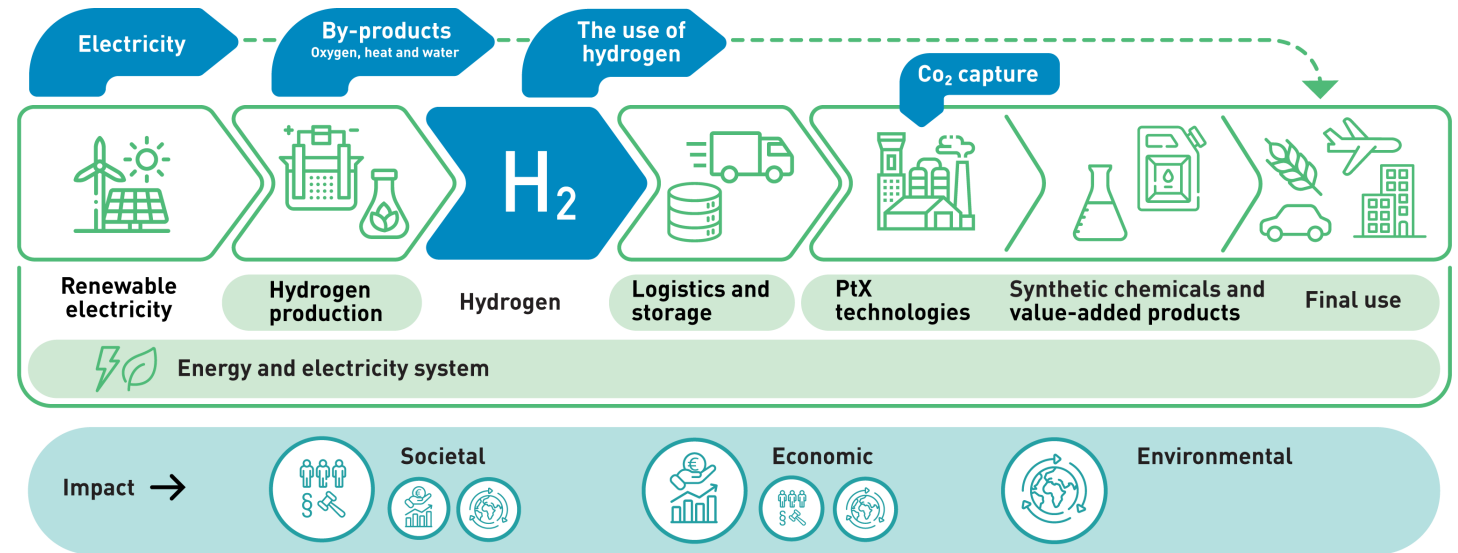 Electricity
By-products
Oxygen, heat and water
The use of
hydrogen
Co₂ capture
H₂
Renewable
electricity
Hydrogen
production
Hydrogen
Logistics and
storage
PtX
technologies
Synthetic chemicals and
value-added products
Final use
Energy and electricity system
Impact →
Societal
Economic
Environmental